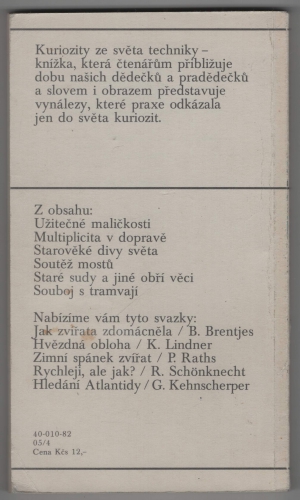 Kuriozity ze světa techniky –
knížka, která čtenářům přibližuje
dobu našich dědečků a pradědečků
a slovem i obrazem představuje
vynálezy, které praxe odkázala
jen do světa kuriozit.
Z obsahu:
Užitečné maličkosti
Multiplicita v dopravě
Starověké divy světa
Soutěž mostů
Staré sudy a jiné obří věci
Souboj s tramvají
Nabízíme vám tyto svazky:
Jak zvířata zdomácněla / B. Brentjes
Hvězdná obloha / K. Lindner
Zimní spánek zvířat / P. Raths
Rychleji, ale jak? / R. Schönknecht
Hledání Atlantidy / G. Kehnscherper
40-010-82
05/4
Cena Kčs 12,-